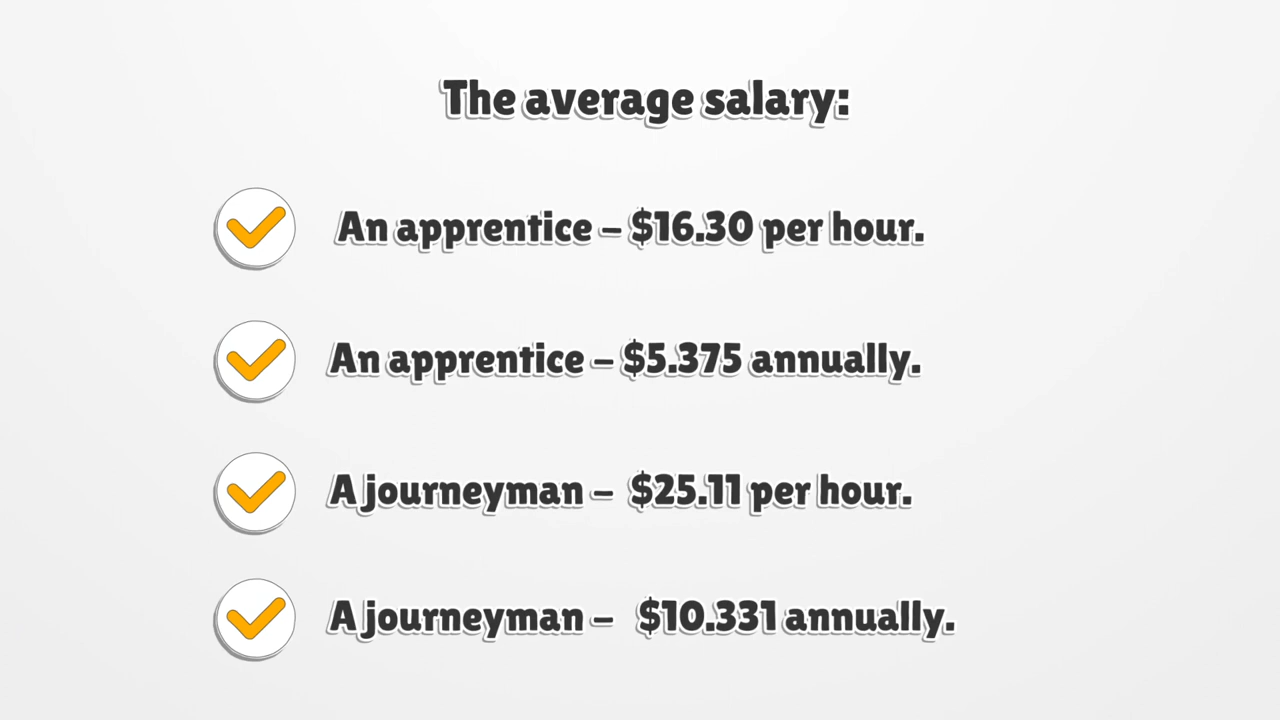 The average salary:
An apprentice – $16.30 per hour.
An apprentice – $5.375 annually.
A journeyman – $25.11 per hour.
A journeyman – $10.331 annually.